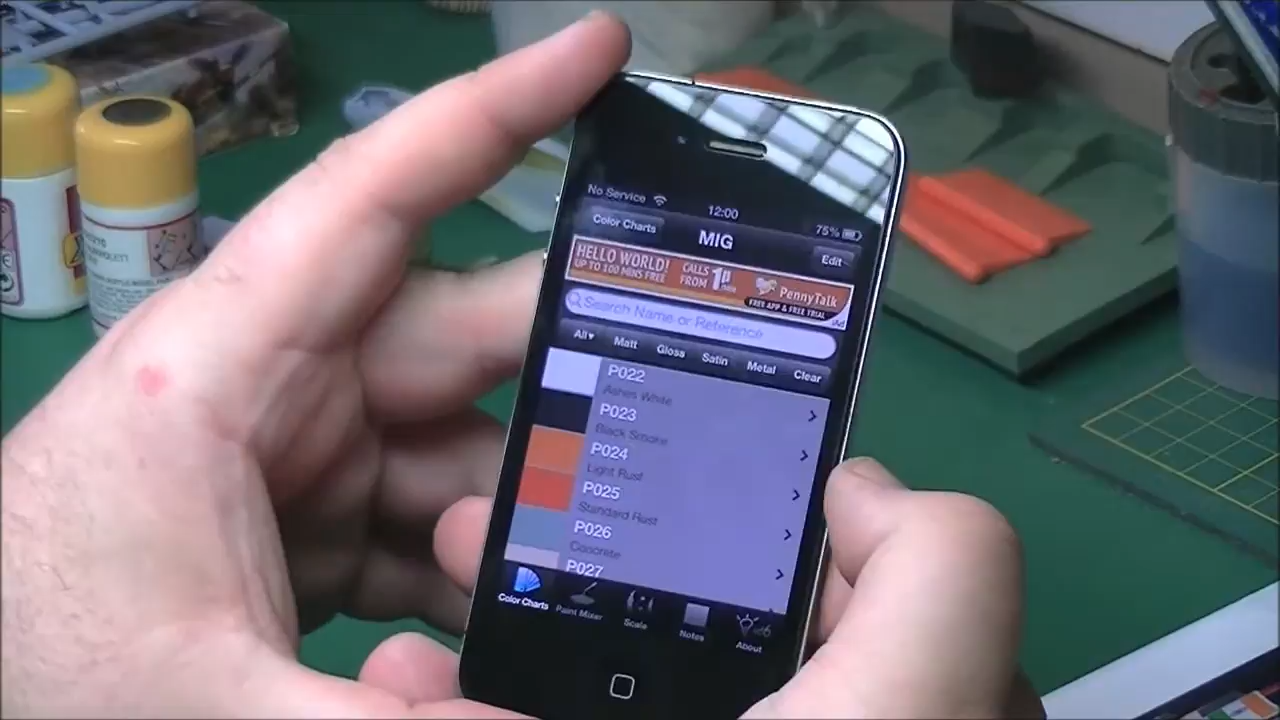 No Service
12:00
75%
Color Charts
MIG
Edit
HELLO WORLD!
UP TO 100 MINS FREE
CALLS FROM 1p
PennyTalk
FREE APP & FREE TRIAL
iAd
Search Name or Reference
All Matt Gloss Satin Metal Clear
P022
Ashes White
P023
Black Smoke
P024
Light Rust
P025
Standard Rust
P026
Concrete
P027
Color Charts
Paint Mixer
Scale
Notes
About